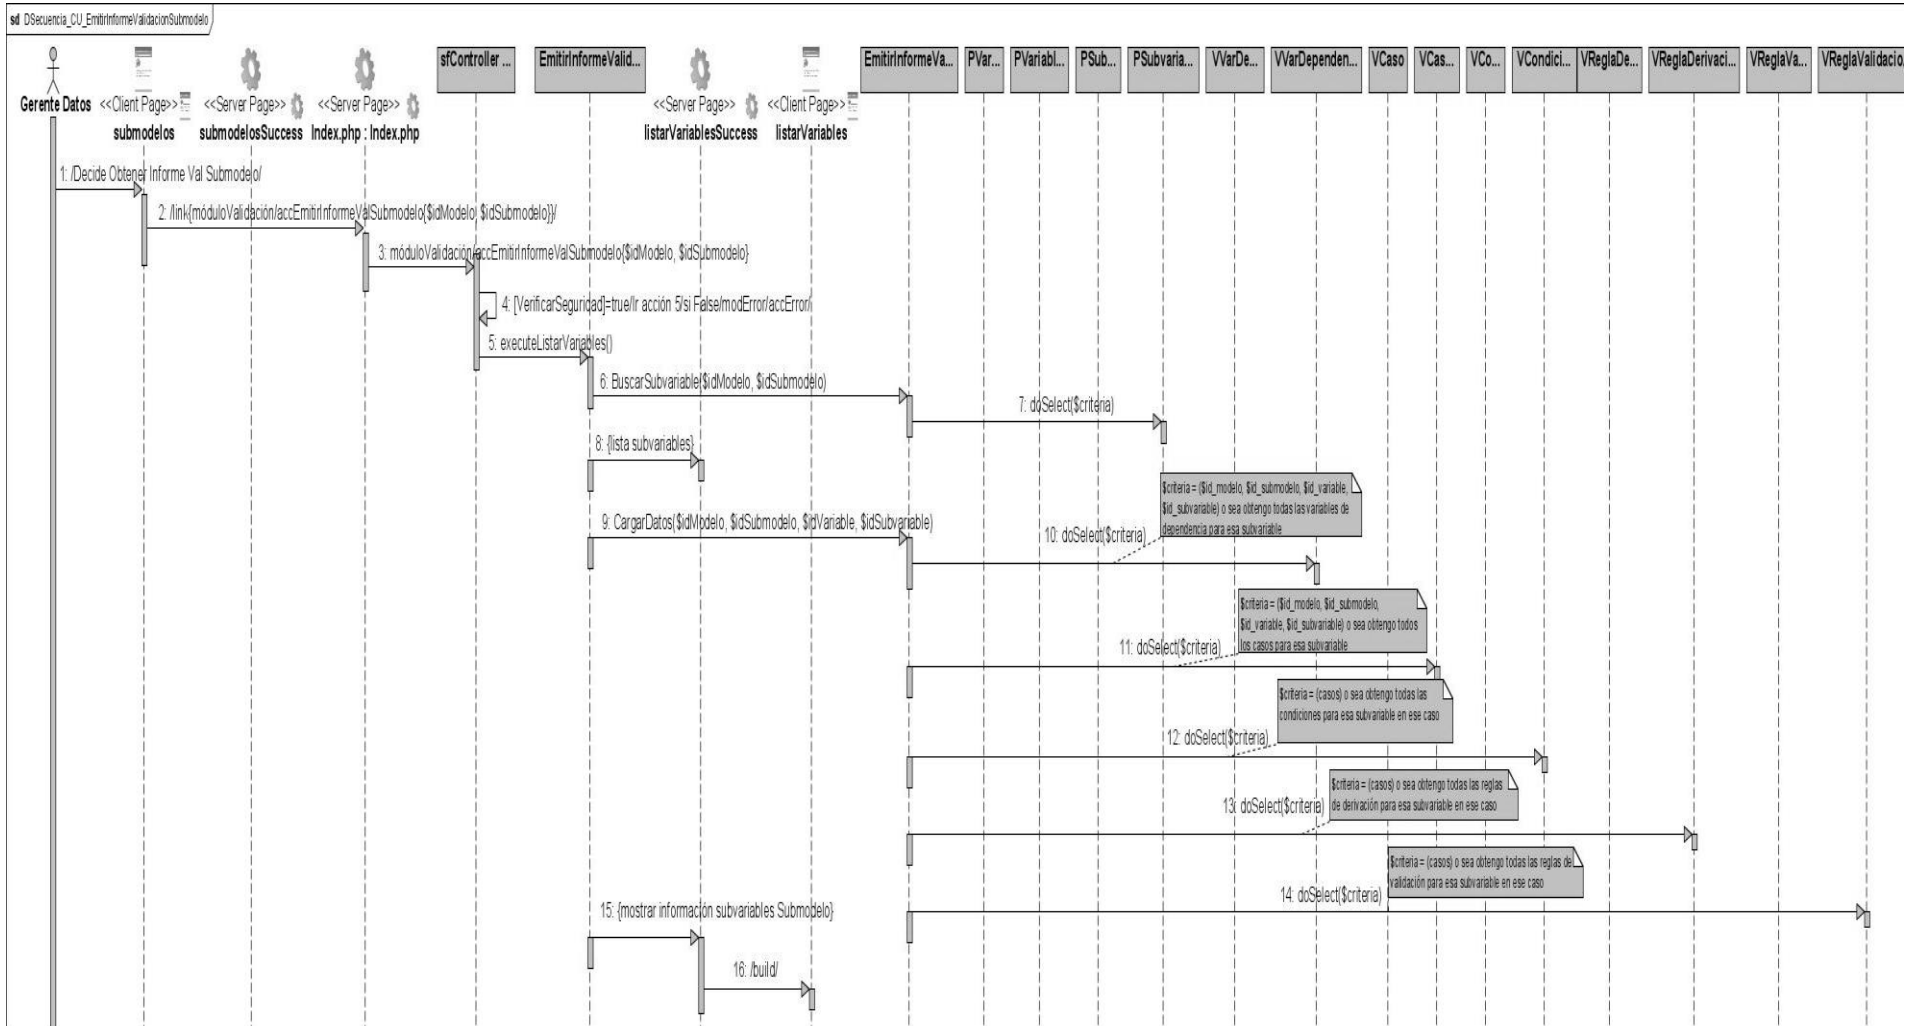 sd DSecuencia_CU_EmitirInformeValidacionSubmodelo
Gerente Datos
<<Client Page>>
submodelos
<<Server Page>>
submodelosSuccess
<<Server Page>>
Index.php : Index.php
sfController ...
EmitirInformeValid...
<<Server Page>>
listarVariablesSuccess
<<Client Page>>
listarVariables
EmitirInformeVa...
PVar...
PVariabl...
PSub...
PSubvaria...
VVarDe...
VVarDependen...
VCaso
VCas...
VCo...
VCondici...
VReglaDe...
VReglaDerivaci...
VReglaVa...
VReglaValidacio.
1: /Decide Obtener Informe Val Submodelo/
2: /link{móduloValidación/accEmitirInformeValSubmodelo{$idModelo, $idSubmodelo}}/
3: móduloValidación/accEmitirInformeValSubmodelo{$idModelo, $idSubmodelo}
4: [VerificarSeguridad]=true/Ir acción 5/si False/modError/accError/
5: executeListarVariables()
6: BuscarSubvariable($idModelo, $idSubmodelo)
7: doSelect($criteria)
8: {lista subvariables}
$criteria = ($id_modelo, $id_submodelo, $id_variable,
$id_subvariable) o sea obtengo todas las variables de
dependencia para esa subvariable
9: CargarDatos($idModelo, $idSubmodelo, $idVariable, $idSubvariable)
10: doSelect($criteria)
$criteria = ($id_modelo, $id_submodelo,
$id_variable, $id_subvariable) o sea obtengo todos
los casos para esa subvariable
11: doSelect($criteria)
$criteria = (casos) o sea obtengo todas las
condiciones para esa subvariable en ese caso
12: doSelect($criteria)
$criteria = (casos) o sea obtengo todas las reglas
de derivación para esa subvariable en ese caso
13: doSelect($criteria)
$criteria = (casos) o sea obtengo todas las reglas de
validación para esa subvariable en ese caso
14: doSelect($criteria)
15: {mostrar información subvariables Submodelo}
16: /build/